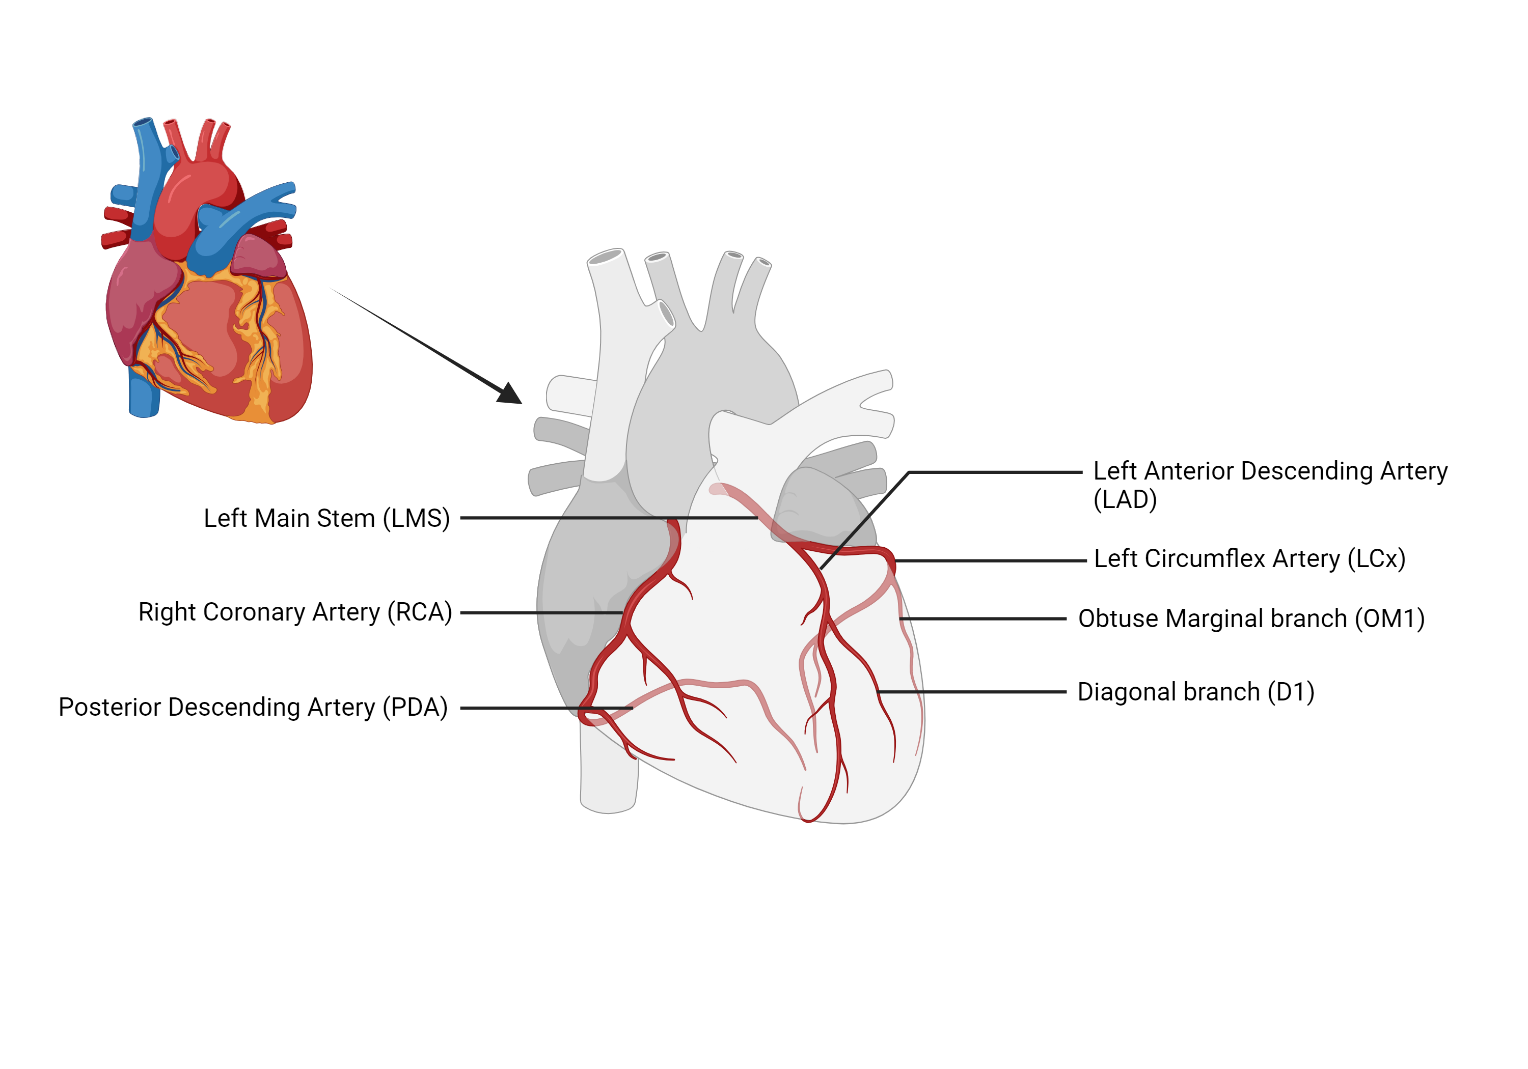 Left Main Stem (LMS)
Right Coronary Artery (RCA)
Posterior Descending Artery (PDA)
Left Anterior Descending Artery
(LAD)
Left Circumflex Artery (LCx)
Obtuse Marginal branch (OM1)
Diagonal branch (D1)